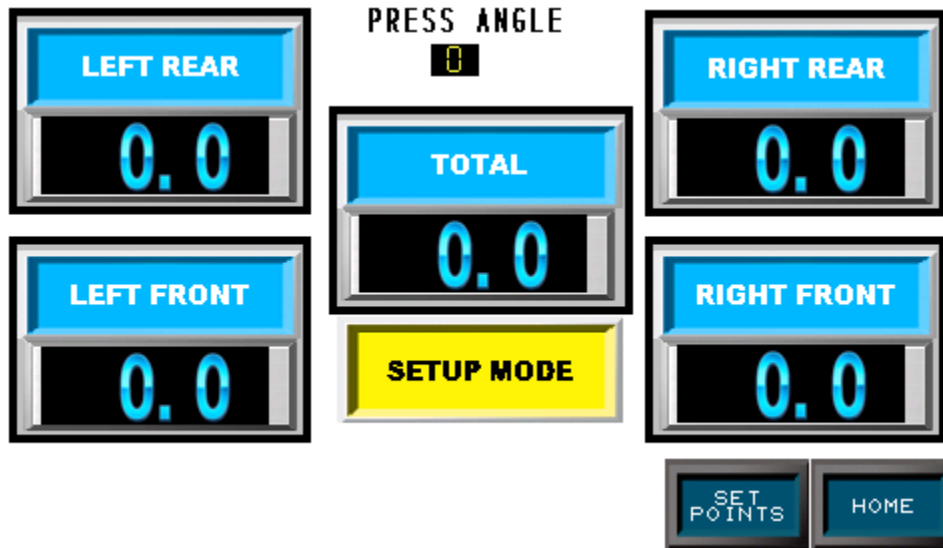 PRESS ANGLE
0
LEFT REAR
0.0
RIGHT REAR
0.0
TOTAL
0.0
LEFT FRONT
0.0
RIGHT FRONT
0.0
SETUP MODE
SET
POINTS
HOME